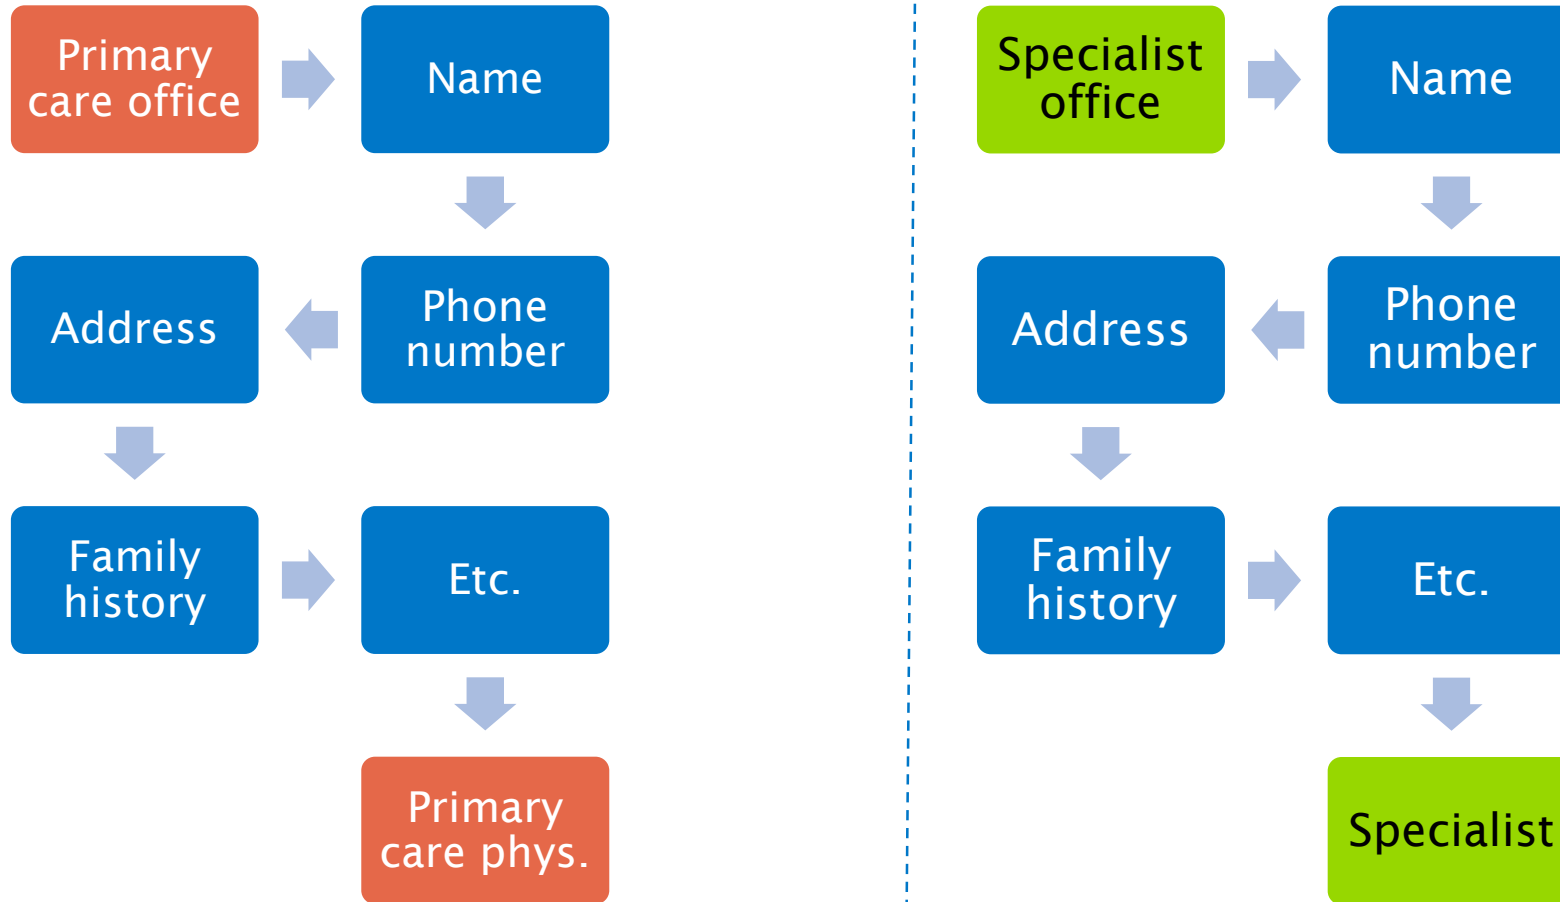 Primary
care office
Name
Phone
number
Address
Family
history
Etc.
Primary
care phys.
Specialist
office
Name
Phone
number
Address
Family
history
Etc.
Specialist